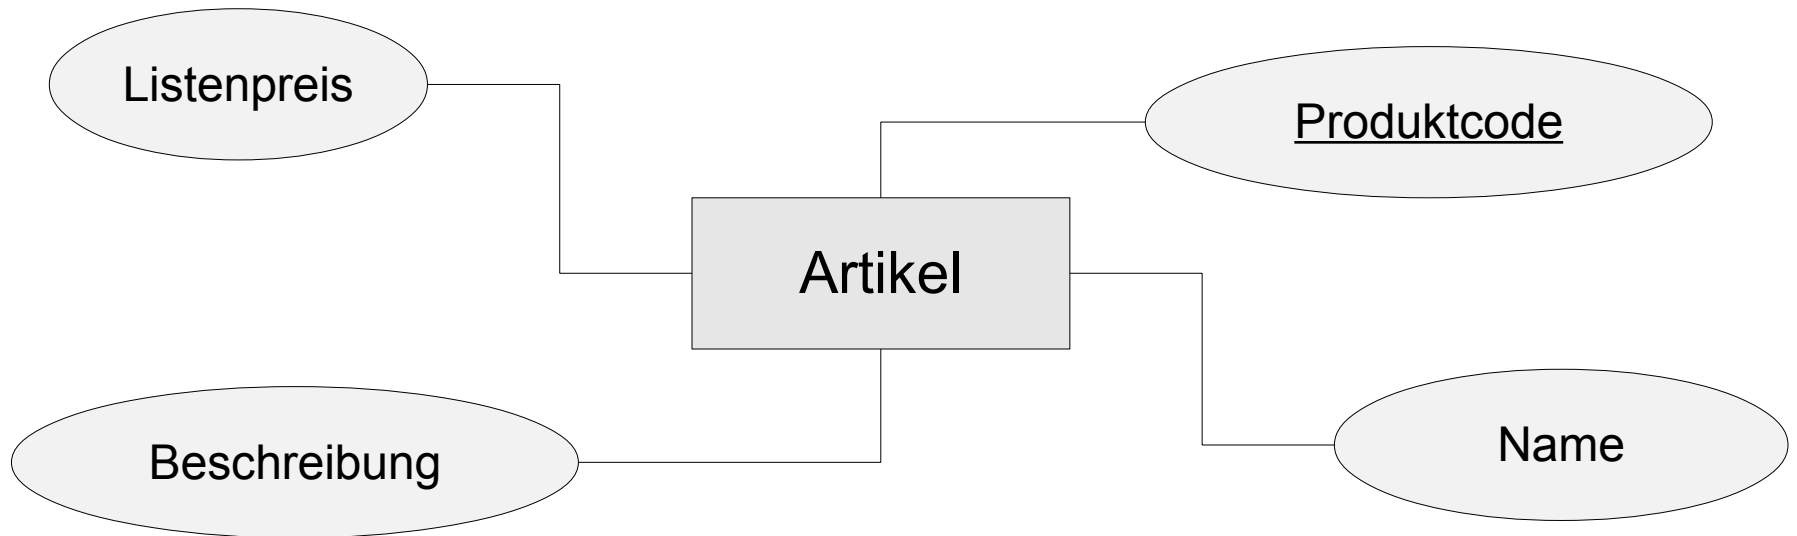 Listenpreis
Produktcode
Artikel
Beschreibung
Name